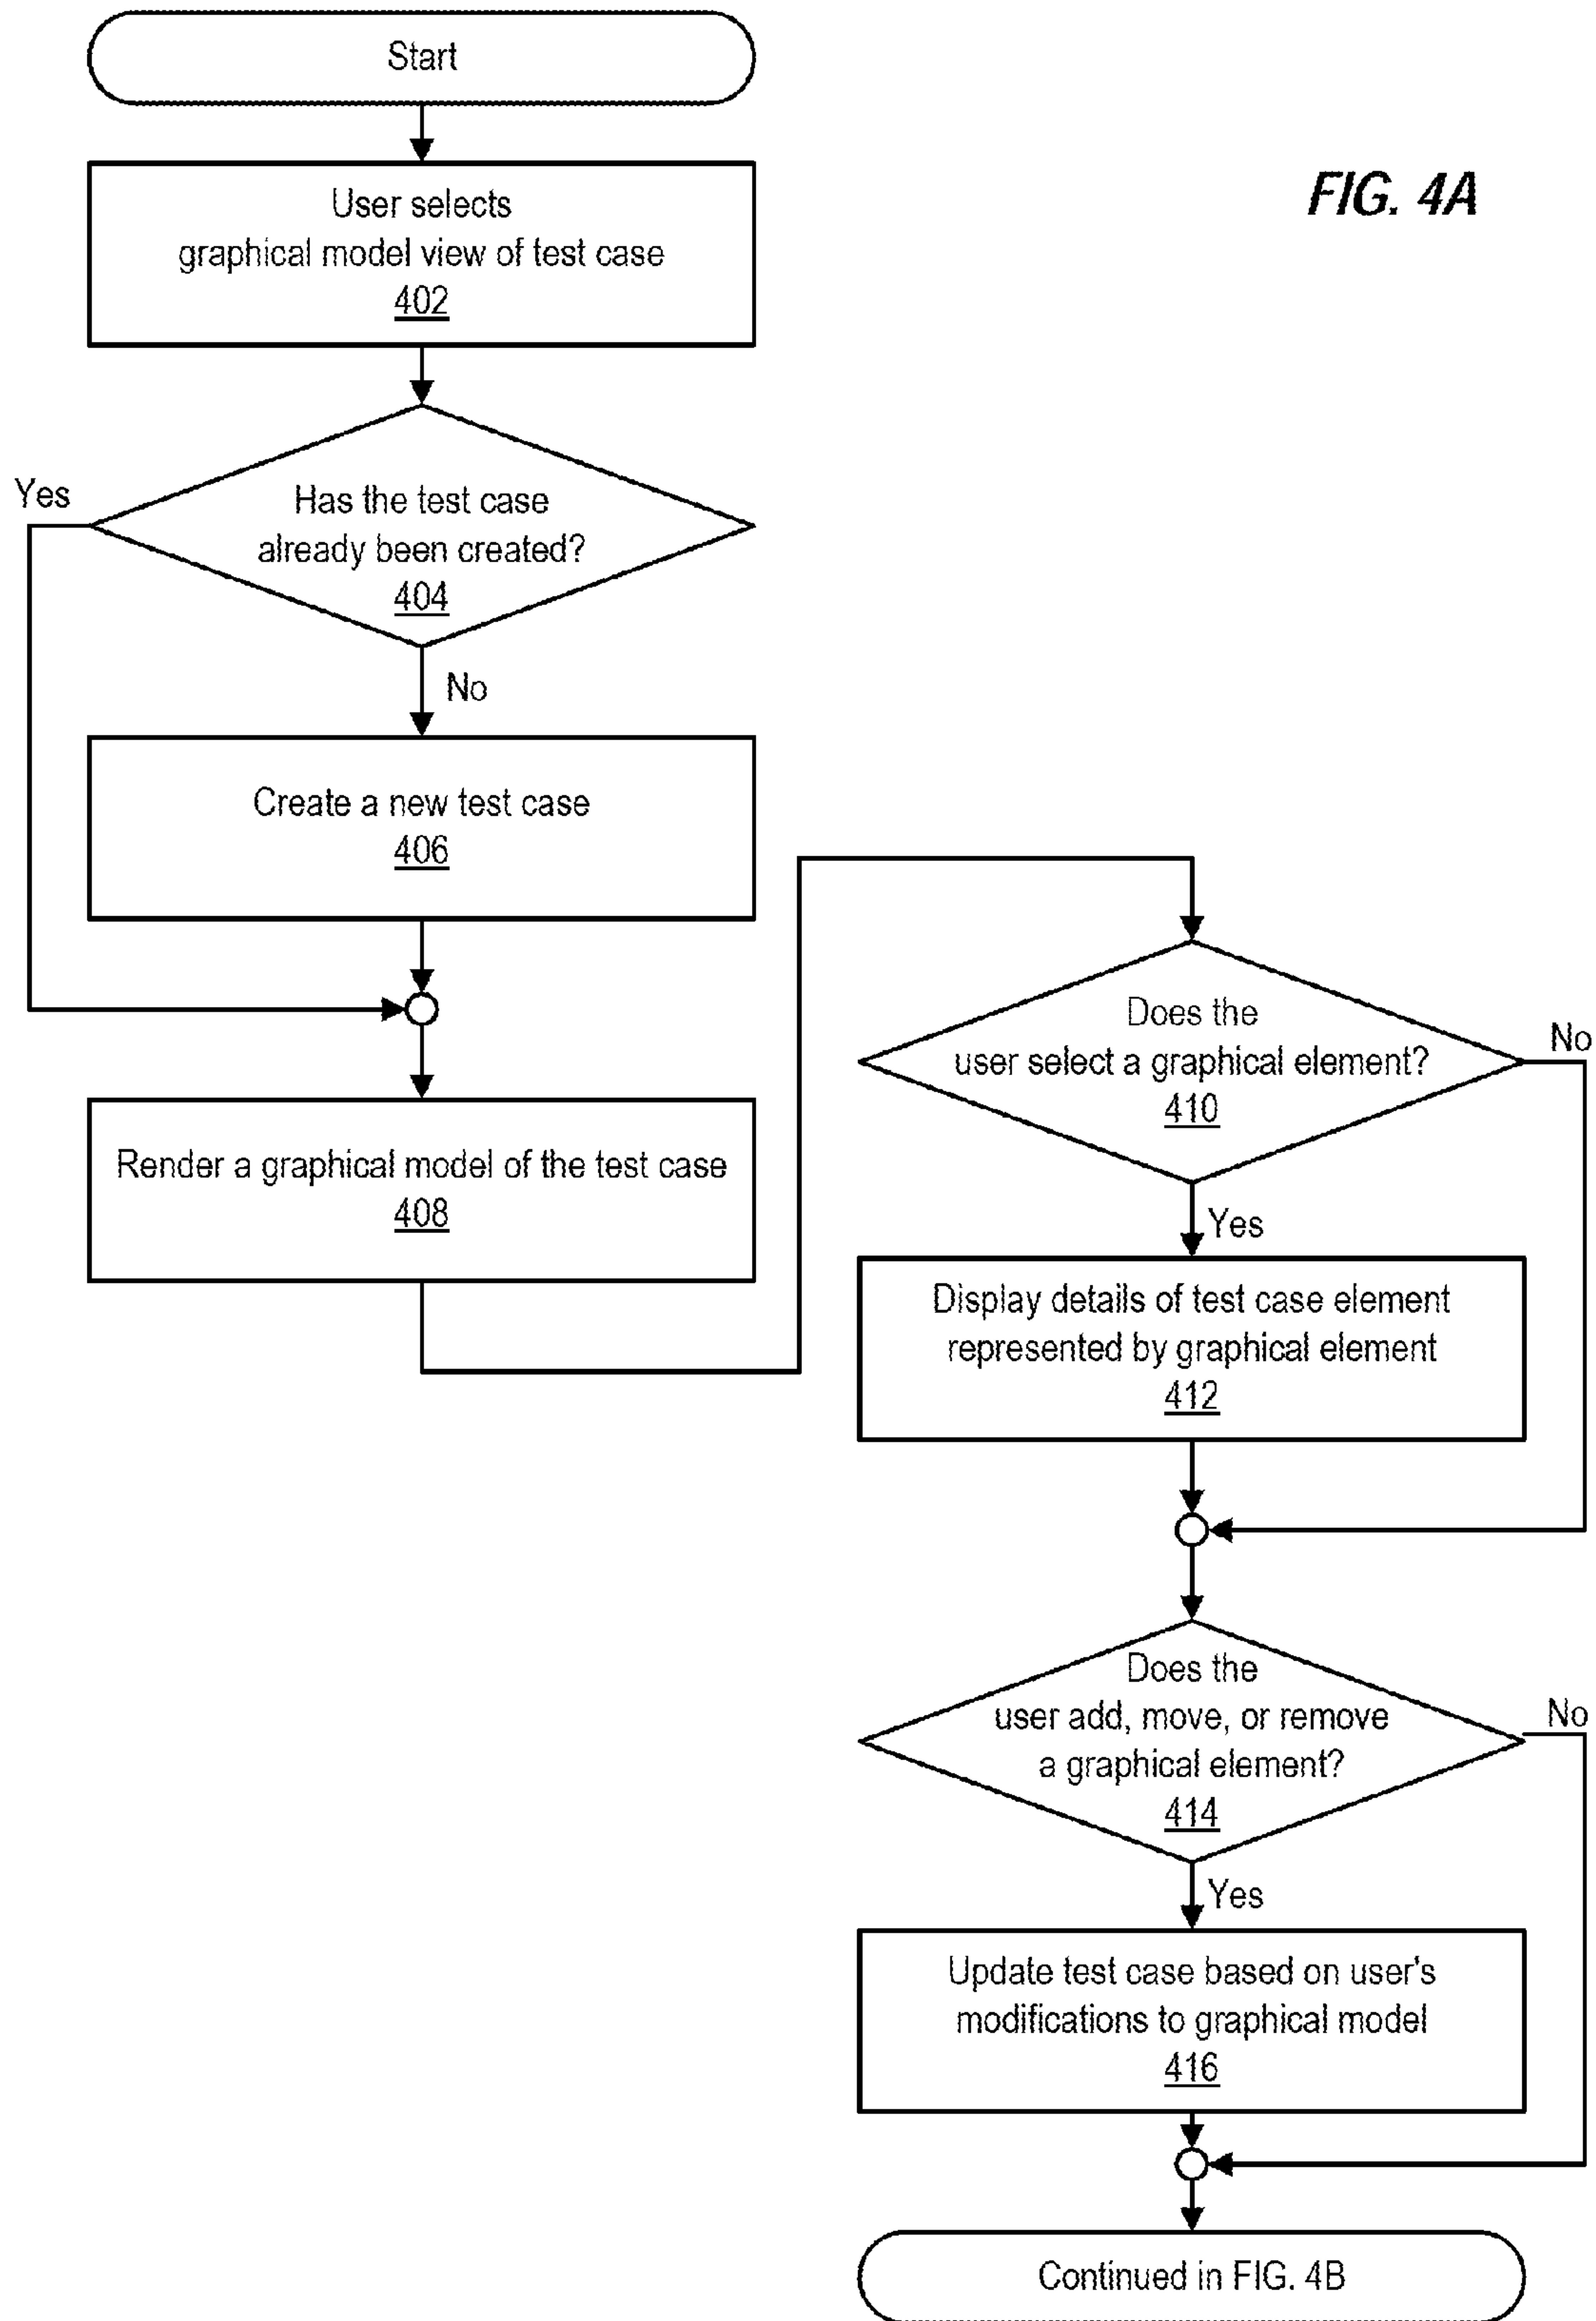 Start
FIG. 4A
User selects
graphical model view of test case
402
Yes
Has the test case
already been created?
404
No
Create a new test case
406
Render a graphical model of the test case
408
Does the
user select a graphical element?
410
No
Yes
Display details of test case element
represented by graphical element
412
Does the
user add, move, or remove
a graphical element?
414
No
Yes
Update test case based on user's
modifications to graphical model
416
Continued in FIG. 4B